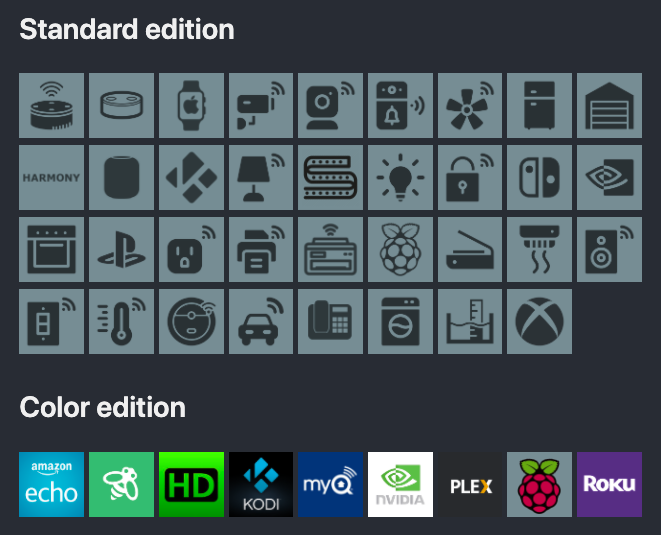 Standard edition
HARMONY
Color edition
amazon
echo
HD
KODI
myQ
NVIDIA
PLEX
ROKU